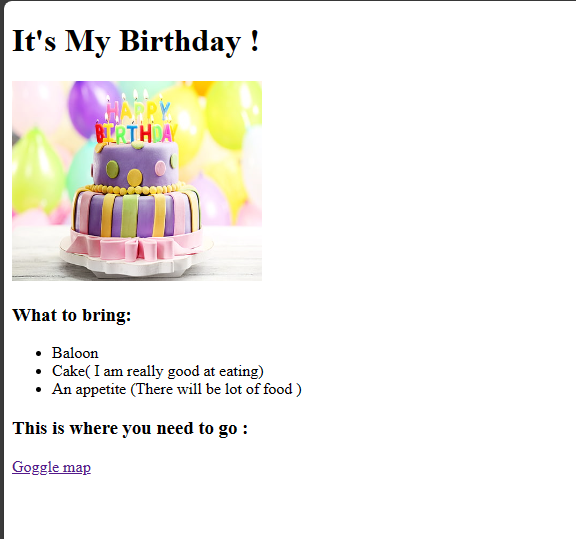 It's My Birthday !
HAPPY
BIRTHDAY
What to bring:
Baloon
Cake( I am really good at eating)
An appetite (There will be lot of food )
This is where you need to go :
Goggle map